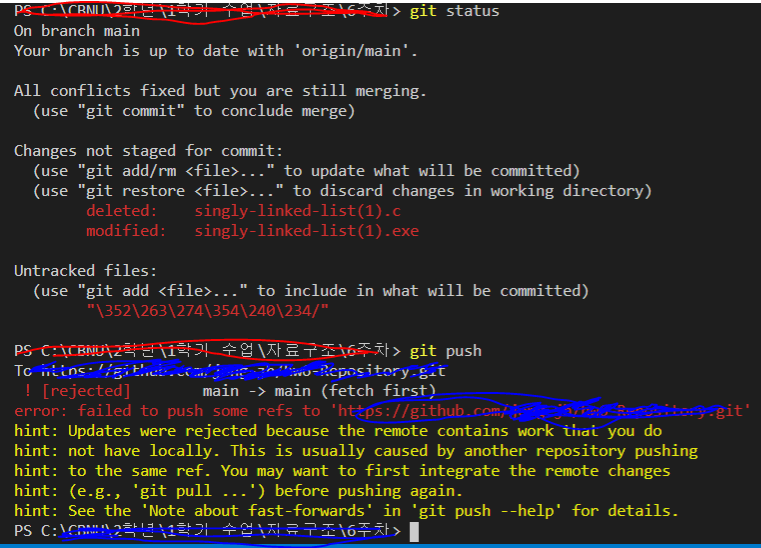 PS C:\CBNU\2학년\1학기 수업\자료구조\6주차> git status
On branch main
Your branch is up to date with 'origin/main'.
All conflicts fixed but you are still merging.
(use "git commit" to conclude merge)
Changes not staged for commit:
(use "git add/rm <file>..." to update what will be committed)
(use "git restore <file>..." to discard changes in working directory)
deleted: singly-linked-list(1).c
modified: singly-linked-list(1).exe
Untracked files:
(use "git add <file>..." to include in what will be committed)
"\352\263\274\354\240\234/"
PS C:\CBNU\2학년\1학기 수업\자료구조\6주차> git push
To https://github.com/
! [rejected] main -> main (fetch first)
error: failed to push some refs to 'https://github.com/
hint: Updates were rejected because the remote contains work that you do
hint: not have locally. This is usually caused by another repository pushing
hint: to the same ref. You may want to first integrate the remote changes
hint: (e.g., 'git pull ...') before pushing again.
hint: See the 'Note about fast-forwards' in 'git push --help' for details.
PS C:\CBNU\2학년\1학기 수업\자료구조\6주차>